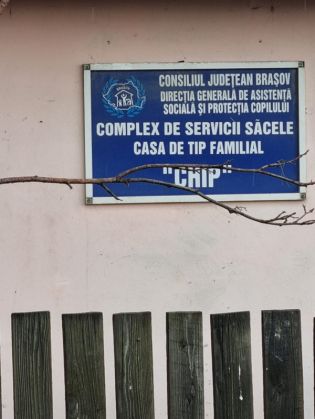 CONSILIUL JUDEȚEAN BRAȘOV
DIRECȚIA GENERALĂ DE ASISTENȚĂ
SOCIALĂ ȘI PROTECȚIA COPILULUI
COMPLEX DE SERVICII SĂCELE
CASA DE TIP FAMILIAL
"CHIP"